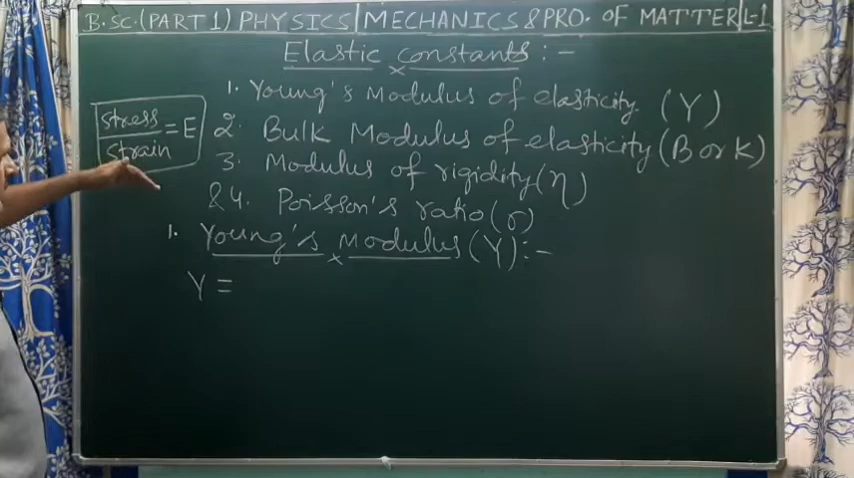 B.Sc.(PART 1) PHYSICS|MECHANICS & PRO. OF MATTER|L-1
Elastic constants :-
1. Young's Modulus of elasticity. (Y)
stress/strain = E
2. Bulk Modulus of elasticity (B or K)
3. Modulus of rigidity (η)
& 4. Poisson's ratio (σ)
1. Young's Modulus (Y):-
Y =